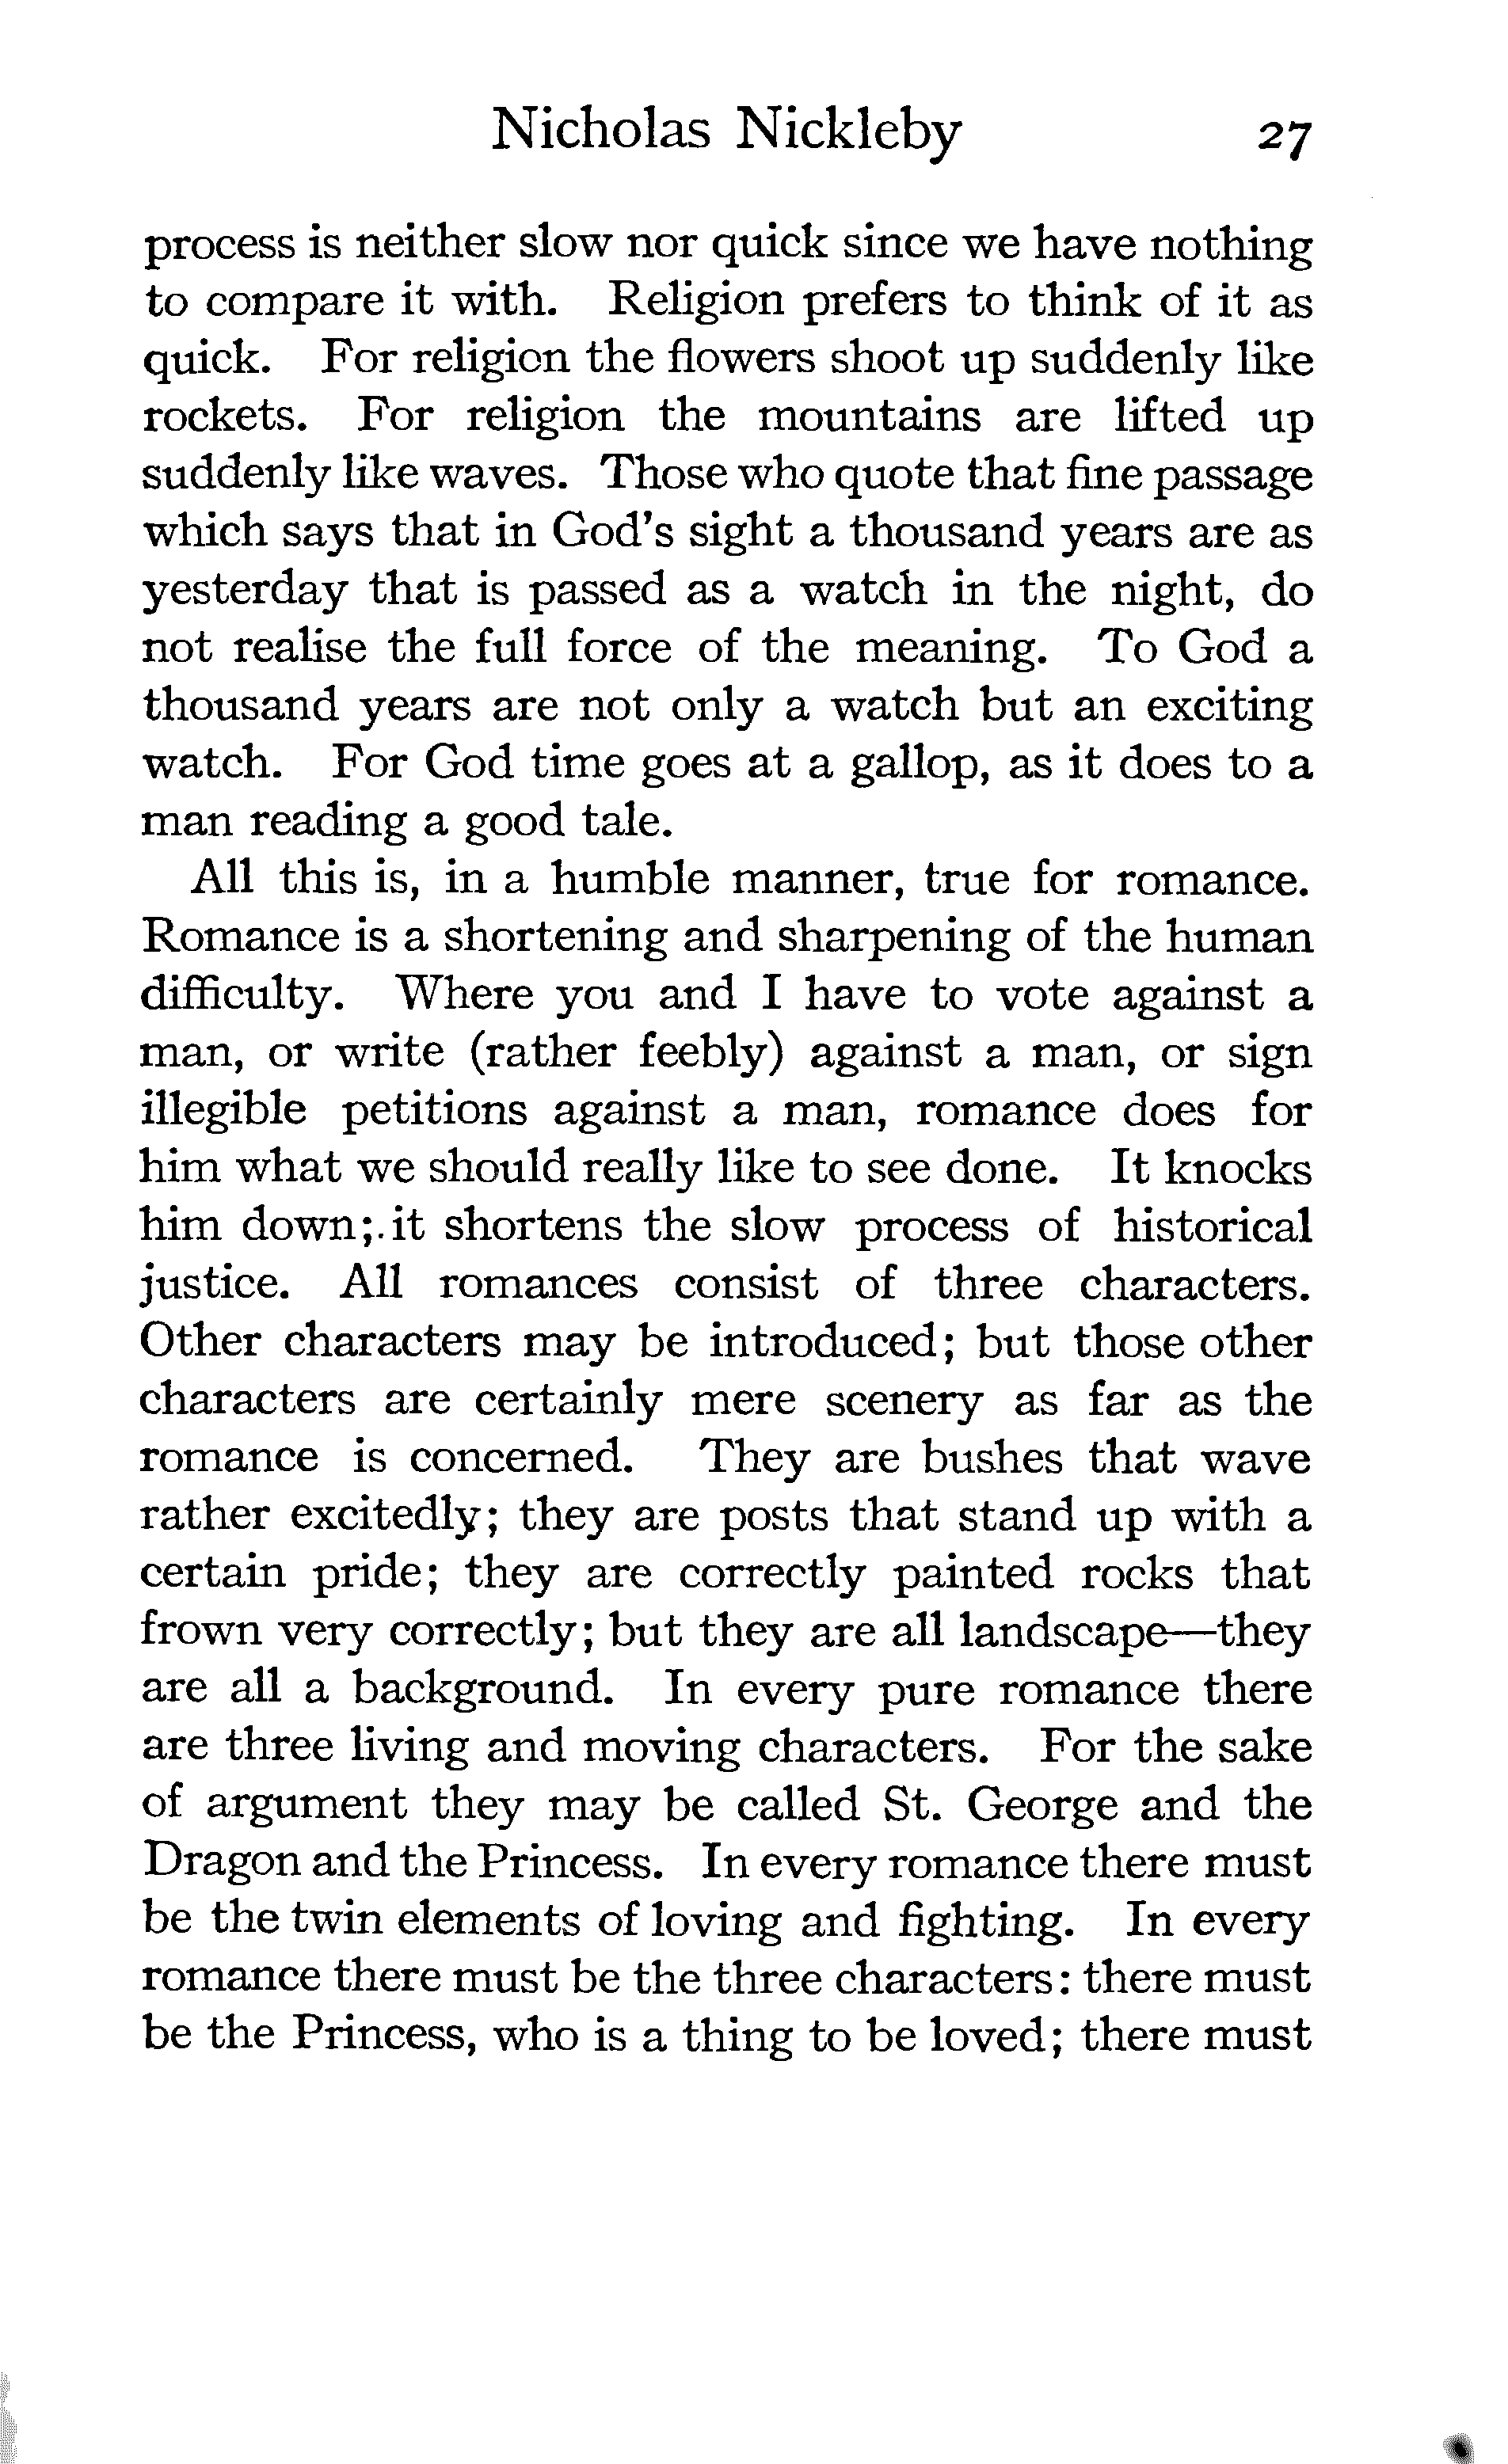 Nicholas Nickleby 27
process is neither slow nor quick since we have nothing
to compare it with. Religion prefers to think of it as
quick. For religion the flowers shoot up suddenly like
rockets. For religion the mountains are lifted up
suddenly like waves. Those who quote that fine passage
which says that in God's sight a thousand years are as
yesterday that is passed as a watch in the night, do
not realise the full force of the meaning. To God a
thousand years are not only a watch but an exciting
watch. For God time goes at a gallop, as it does to a
man reading a good tale.
All this is, in a humble manner, true for romance.
Romance is a shortening and sharpening of the human
difficulty. Where you and I have to vote against a
man, or write (rather feebly) against a man, or sign
illegible petitions against a man, romance does for
him what we should really like to see done. It knocks
him down; it shortens the slow process of historical
justice. All romances consist of three characters.
Other characters may be introduced; but those other
characters are certainly mere scenery as far as the
romance is concerned. They are bushes that wave
rather excitedly; they are posts that stand up with a
certain pride; they are correctly painted rocks that
frown very correctly; but they are all landscape—they
are all a background. In every pure romance there
are three living and moving characters. For the sake
of argument they may be called St. George and the
Dragon and the Princess. In every romance there must
be the twin elements of loving and fighting. In every
romance there must be the three characters: there must
be the Princess, who is a thing to be loved; there must